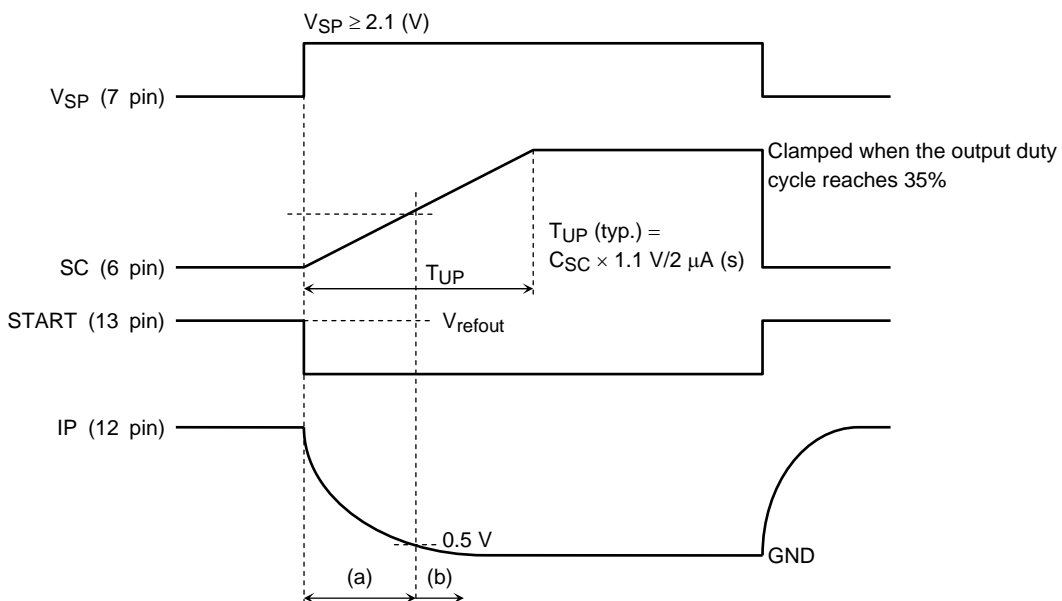 VSP ≥ 2.1 (V)
VSP (7 pin)
Clamped when the output duty
cycle reaches 35%
TUP (typ.) =
CSC × 1.1 V/2 μA (s)
SC (6 pin)
TUP
START (13 pin)
Vrefout
IP (12 pin)
0.5 V
GND
(a)
(b)